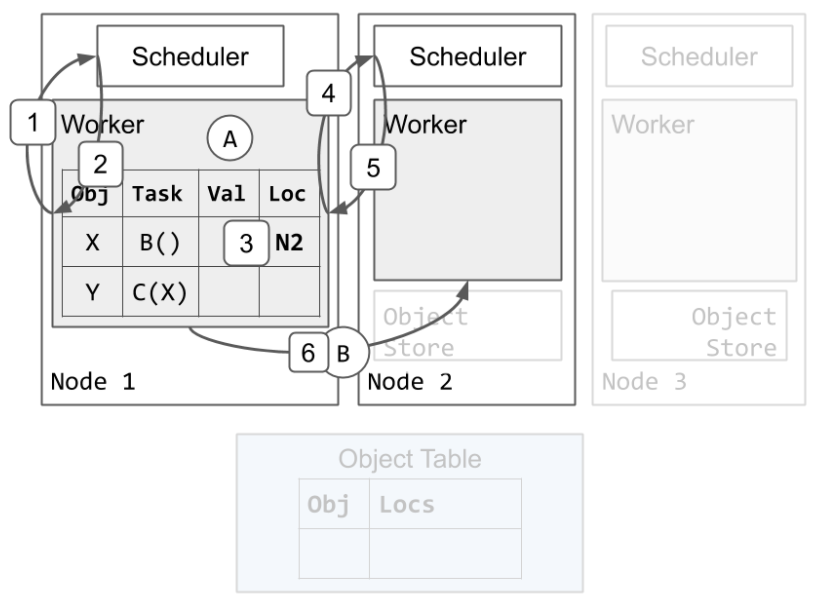 Scheduler
Scheduler
Scheduler
1
4
Worker
A
Worker
Worker
2
5
Obj Task Val Loc
X B() 3 N2
Y C(X)
Object
Store
Object
Store
6 B
Node 1
Node 2
Node 3
Object Table
Obj Locs